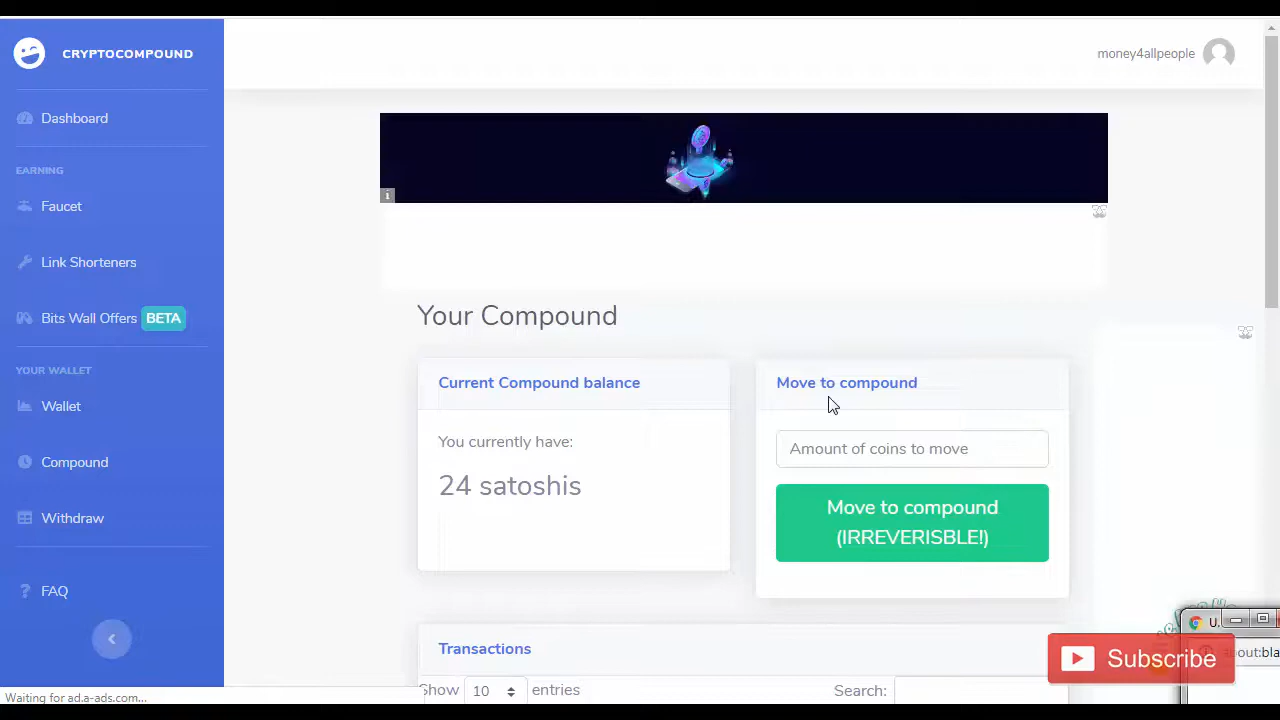 CRYPTOCOMPOUND
money4allpeople
Dashboard
EARNING
Faucet
Link Shorteners
Bits Wall Offers BETA
YOUR WALLET
Wallet
Compound
Withdraw
FAQ
i
Your Compound
Current Compound balance
You currently have:
24 satoshis
Move to compound
Amount of coins to move
Move to compound
(IRREVERISBLE!)
Transactions
Show 10 entries
Search:
Subscribe
U
about:bla
Waiting for ad.a-ads.com...